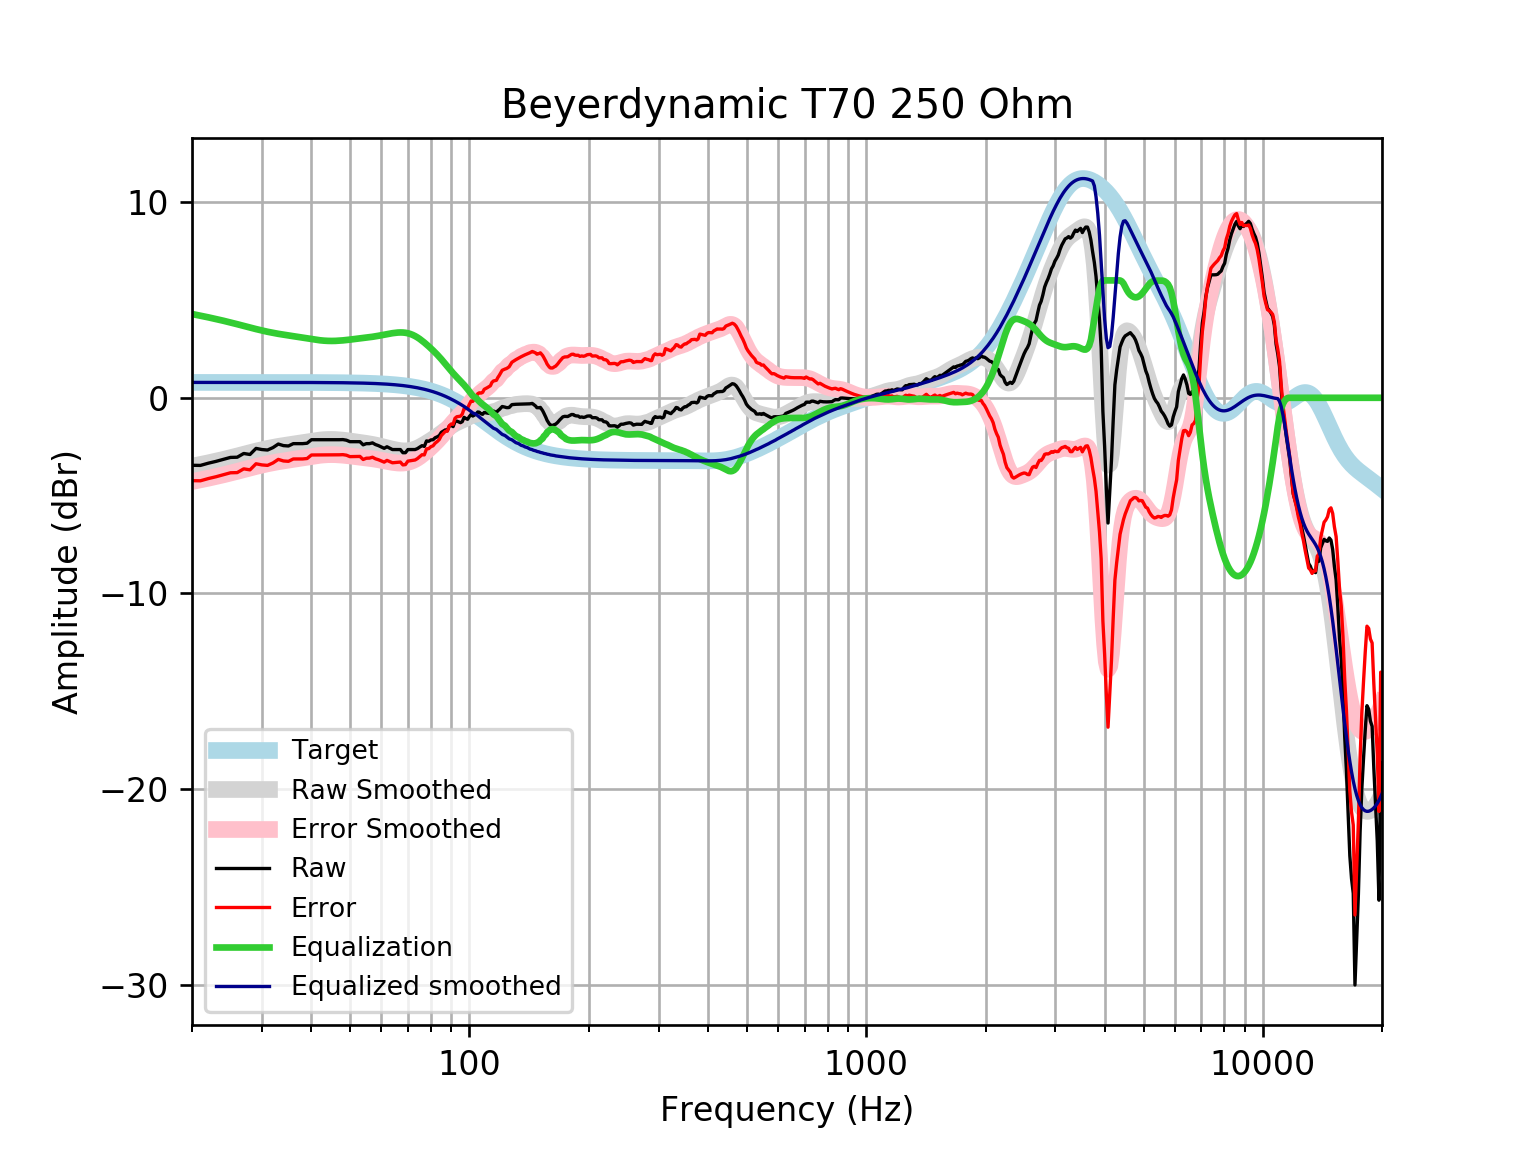 Beyerdynamic T70 250 Ohm
10
0
−10
−20
−30
Amplitude (dBr)
Target
Raw Smoothed
Error Smoothed
Raw
Error
Equalization
Equalized smoothed
100
1000
10000
Frequency (Hz)